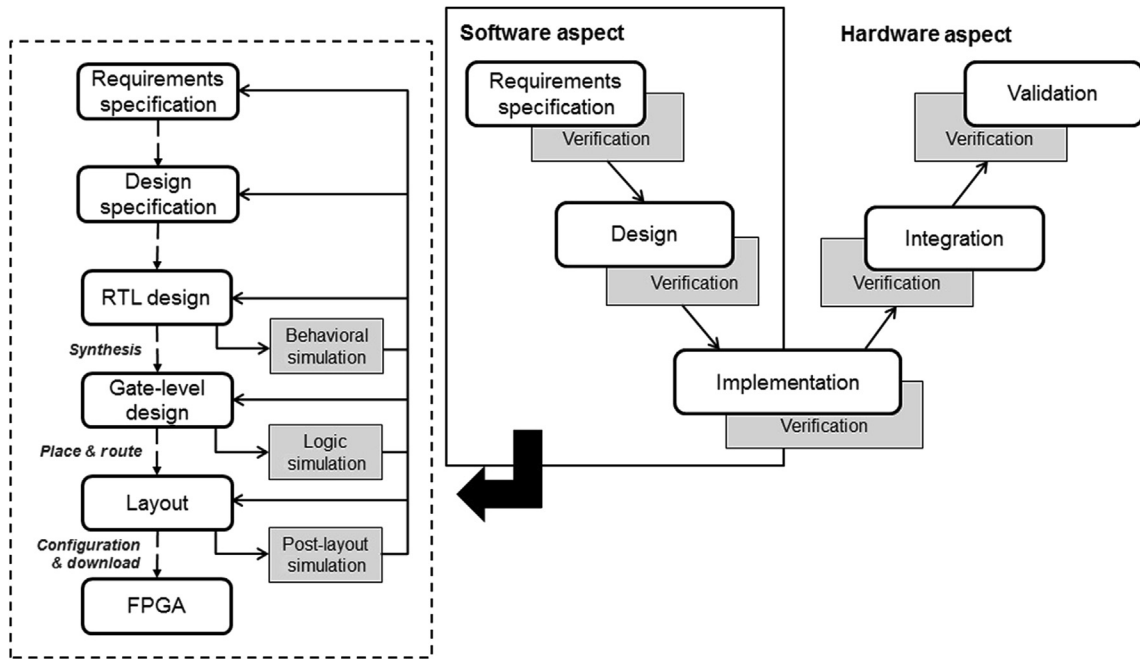 Requirements
specification
Design
specification
RTL design
Synthesis
Behavioral
simulation
Gate-level
design
Place & route
Logic
simulation
Layout
Configuration
& download
Post-layout
simulation
FPGA
Software aspect
Requirements
specification
Verification
Design
Verification
Implementation
Verification
Hardware aspect
Validation
Verification
Integration
Verification